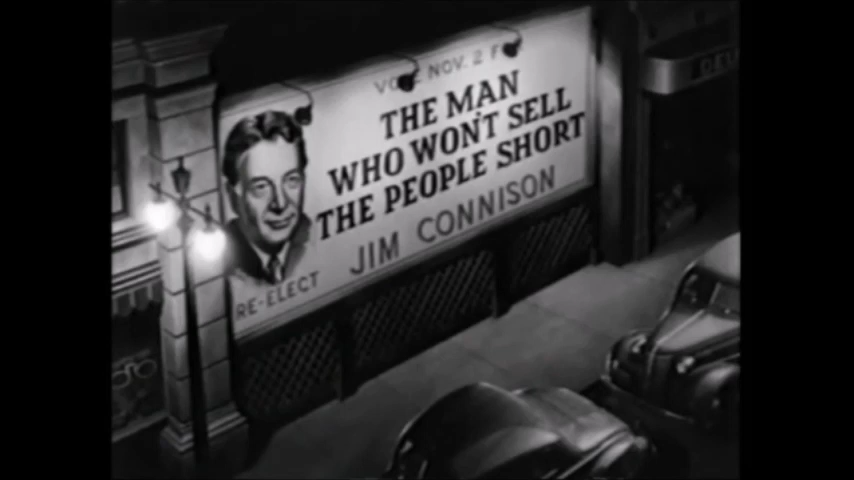 NOV. 2
THE MAN
WHO WON'T SELL
THE PEOPLE SHORT
JIM CONNISON
RE-ELECT